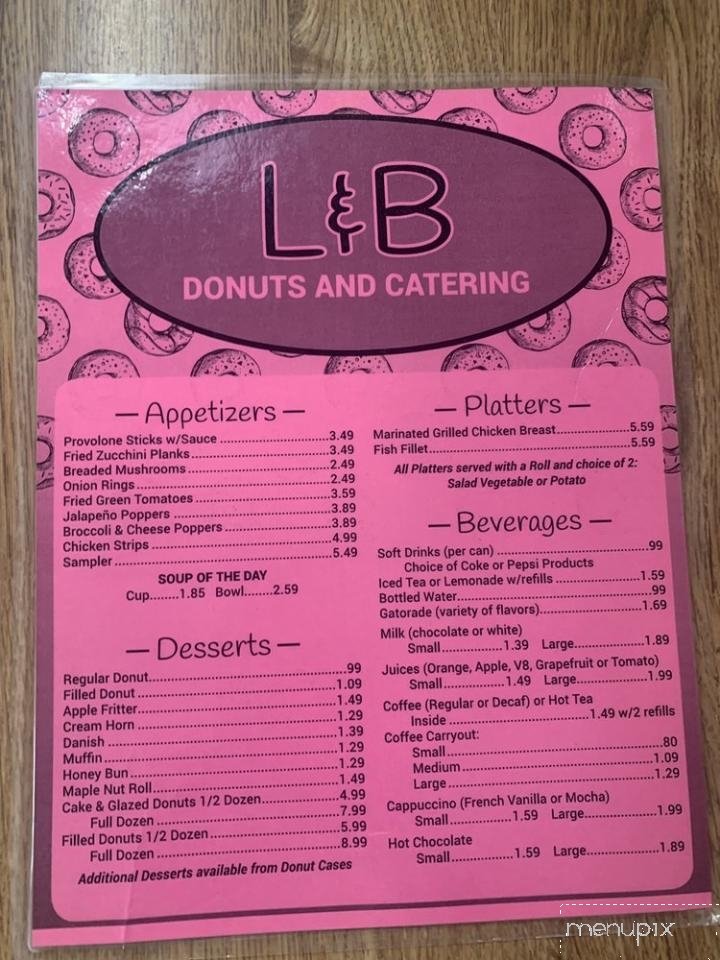 L&B
DONUTS AND CATERING
— Appetizers —
Provolone Sticks w/Sauce ....................3.49
Fried Zucchini Planks..........................3.49
Breaded Mushrooms..........................2.49
Onion Rings........................................2.49
Fried Green Tomatoes ........................3.59
Jalapeño Poppers ..............................3.89
Broccoli & Cheese Poppers .................3.89
Chicken Strips ...................................4.99
Sampler..............................................5.49
SOUP OF THE DAY
Cup........1.85 Bowl........2.59
— Desserts —
Regular Donut.....................................99
Filled Donut ......................................1.09
Apple Fritter......................................1.49
Cream Horn ......................................1.29
Danish ..............................................1.39
Muffin...............................................1.29
Honey Bun ........................................1.29
Maple Nut Roll..................................1.49
Cake & Glazed Donuts 1/2 Dozen...............4.99
Full Dozen ......................................7.99
Filled Donuts 1/2 Dozen.......................5.99
Full Dozen ......................................8.99
Additional Desserts available from Donut Cases
— Platters —
Marinated Grilled Chicken Breast................5.59
Fish Fillet.............................................5.59
All Platters served with a Roll and choice of 2:
Salad Vegetable or Potato
— Beverages —
Soft Drinks (per can) ..............................99
Choice of Coke or Pepsi Products
Iced Tea or Lemonade w/refills ................1.59
Bottled Water.......................................99
Gatorade (variety of flavors)...................1.69
Milk (chocolate or white)
Small..............1.39 Large..............1.89
Juices (Orange, Apple, V8, Grapefruit or Tomato)
Small..............1.49 Large..............1.99
Coffee (Regular or Decaf) or Hot Tea
Inside ..........................1.49 w/2 refills
Coffee Carryout:
Small.............................................80
Medium........................................1.09
Large............................................1.29
Cappuccino (French Vanilla or Mocha)
Small..............1.59 Large..............1.99
Hot Chocolate
Small..............1.59 Large..............1.89
menupix